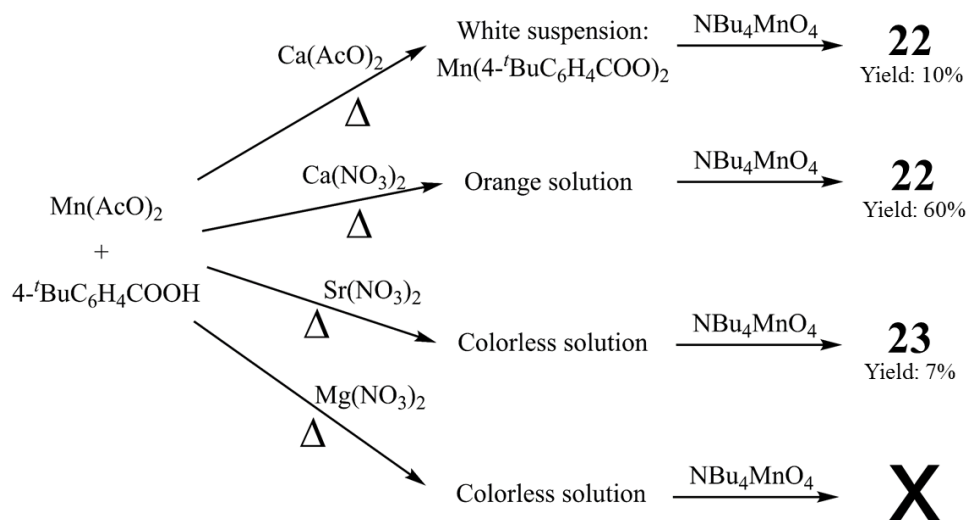 Mn(AcO)₂
+
4-ᵗBuC₆H₄COOH
Ca(AcO)₂
Δ
White suspension:
Mn(4-ᵗBuC₆H₄COO)₂
NBu₄MnO₄
22
Yield: 10%
Ca(NO₃)₂
Δ
Orange solution
NBu₄MnO₄
22
Yield: 60%
Sr(NO₃)₂
Δ
Colorless solution
NBu₄MnO₄
23
Yield: 7%
Mg(NO₃)₂
Δ
Colorless solution
NBu₄MnO₄
X